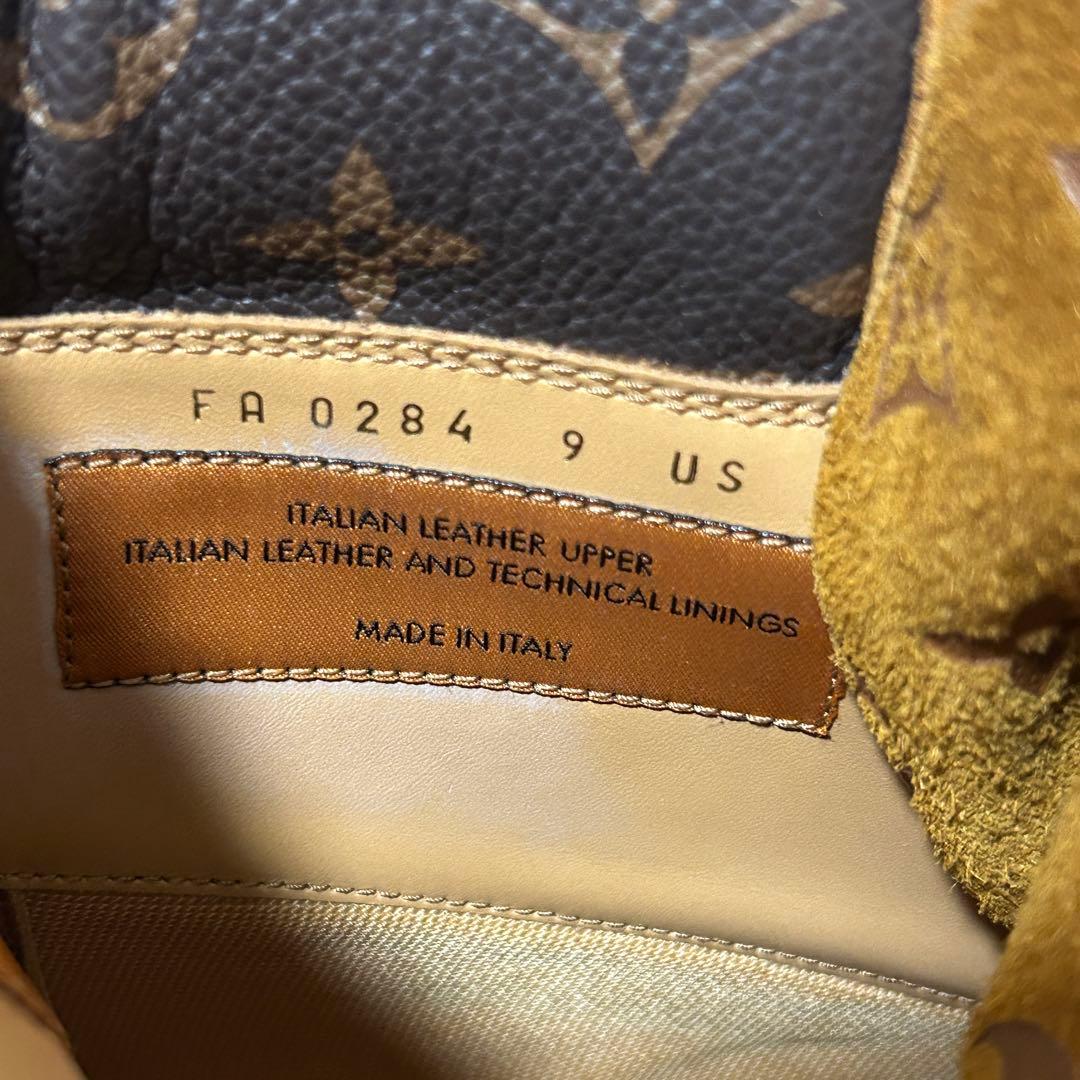 FA 0284 9 US
ITALIAN LEATHER UPPER
ITALIAN LEATHER AND TECHNICAL LININGS
MADE IN ITALY